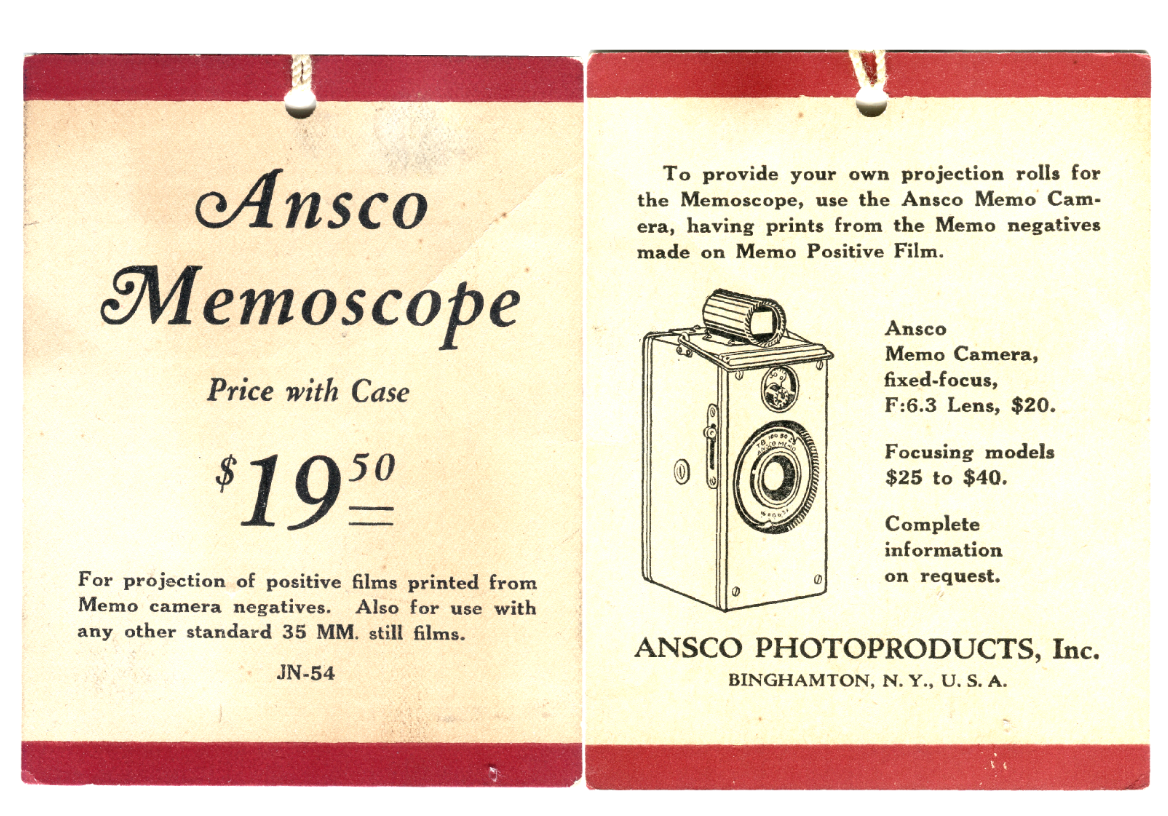 Ansco
Memoscope
Price with Case
$19 50
For projection of positive films printed from
Memo camera negatives. Also for use with
any other standard 35 MM. still films.
JN-54
To provide your own projection rolls for
the Memoscope, use the Ansco Memo Cam-
era, having prints from the Memo negatives
made on Memo Positive Film.
Ansco
Memo Camera,
fixed-focus,
F:6.3 Lens, $20.
Focusing models
$25 to $40.
Complete
information
on request.
ANSCO PHOTOPRODUCTS, Inc.
BINGHAMTON, N. Y., U. S. A.